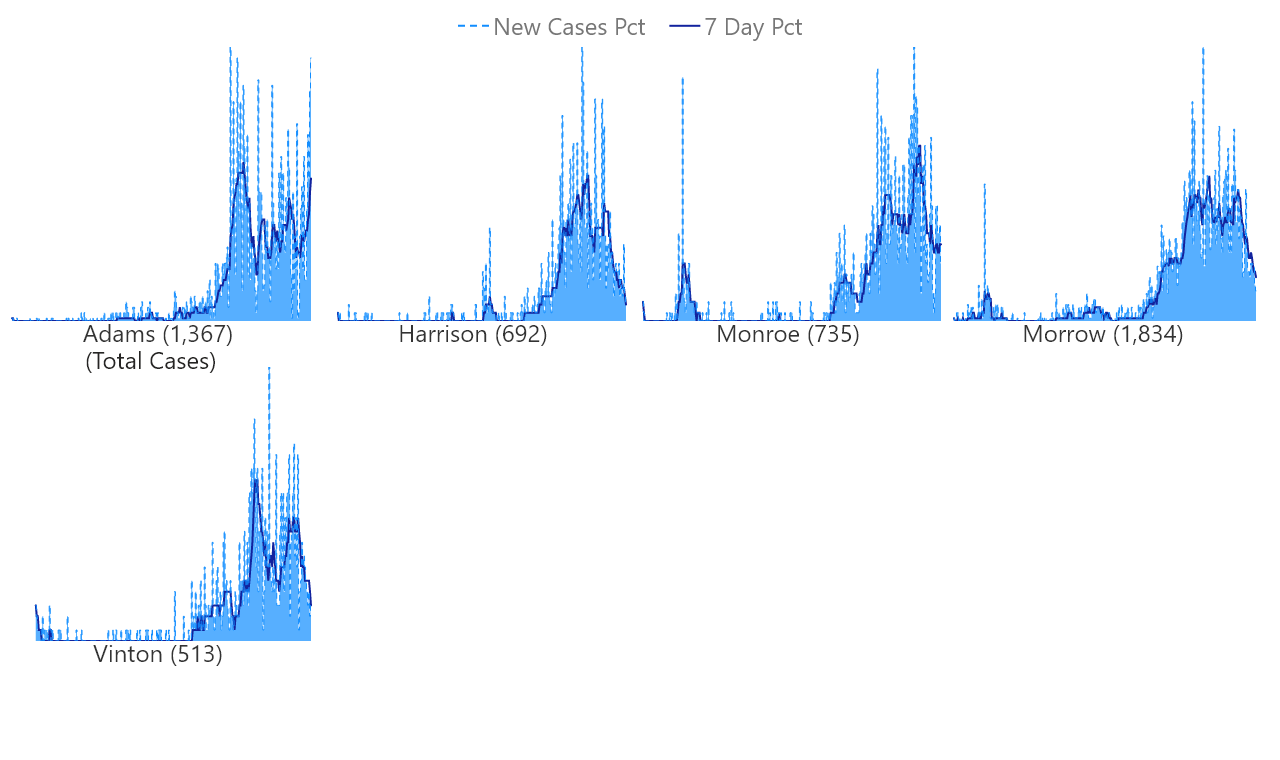 New Cases Pct 7 Day Pct
Adams (1,367)
(Total Cases)
Harrison (692)
Monroe (735)
Morrow (1,834)
Vinton (513)